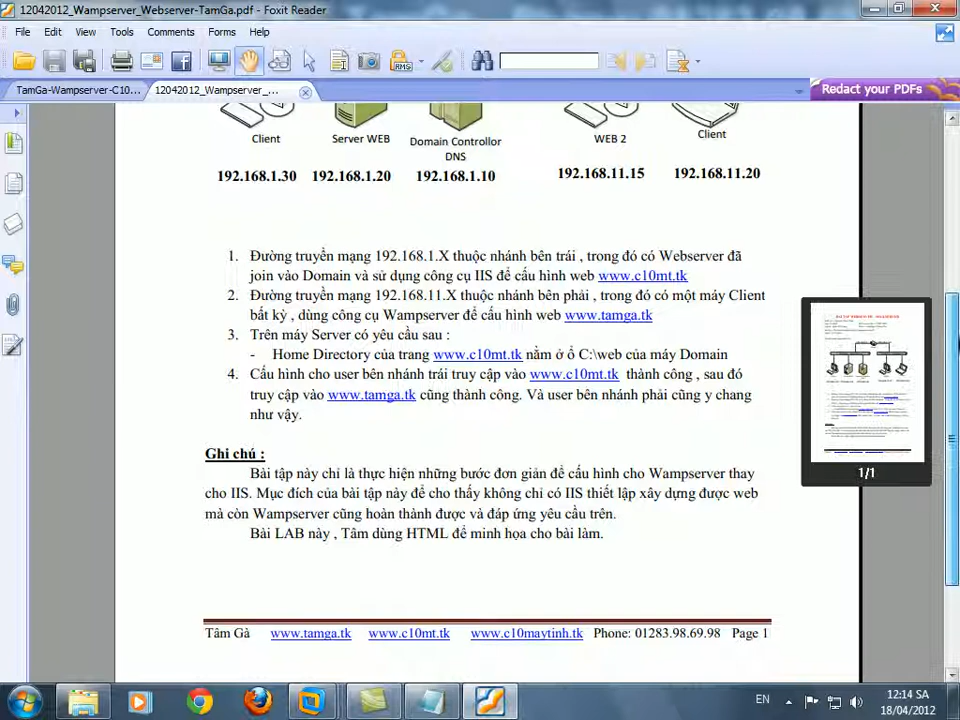 12042012_Wampserver_Webserver-TamGa.pdf - Foxit Reader
File Edit View Tools Comments Forms Help
RMS
TamGa-Wampserver-C10... 12042012_Wampserver_... Redact your PDFs
Client Server WEB Domain Controllor WEB 2 Client
DNS
192.168.1.30 192.168.1.20 192.168.1.10 192.168.11.15 192.168.11.20
1. Đường truyền mạng 192.168.1.X thuộc nhánh bên trái , trong đó có Webserver đã
join vào Domain và sử dụng công cụ IIS để cấu hình web www.c10mt.tk
2. Đường truyền mạng 192.168.11.X thuộc nhánh bên phải , trong đó có một máy Client
bất kỳ , dùng công cụ Wampserver để cấu hình web www.tamga.tk
3. Trên máy Server có yêu cầu sau :
- Home Directory của trang www.c10mt.tk nằm ở ổ C:\web của máy Domain
4. Cấu hình cho user bên nhánh trái truy cập vào www.c10mt.tk thành công , sau đó
truy cập vào www.tamga.tk cũng thành công. Và user bên nhánh phải cũng y chang
như vậy.
Ghi chú :
Bài tập này chỉ là thực hiện những bước đơn giản để cấu hình cho Wampserver thay
cho IIS. Mục đích của bài tập này để cho thấy không chỉ có IIS thiết lập xây dựng được web
mà còn Wampserver cũng hoàn thành được và đáp ứng yêu cầu trên.
Bài LAB này , Tâm dùng HTML để minh họa cho bài làm.
Tâm Gà www.tamga.tk www.c10mt.tk www.c10maytinh.tk Phone: 01283.98.69.98 Page 1
1/1
EN
12:14 SA
18/04/2012